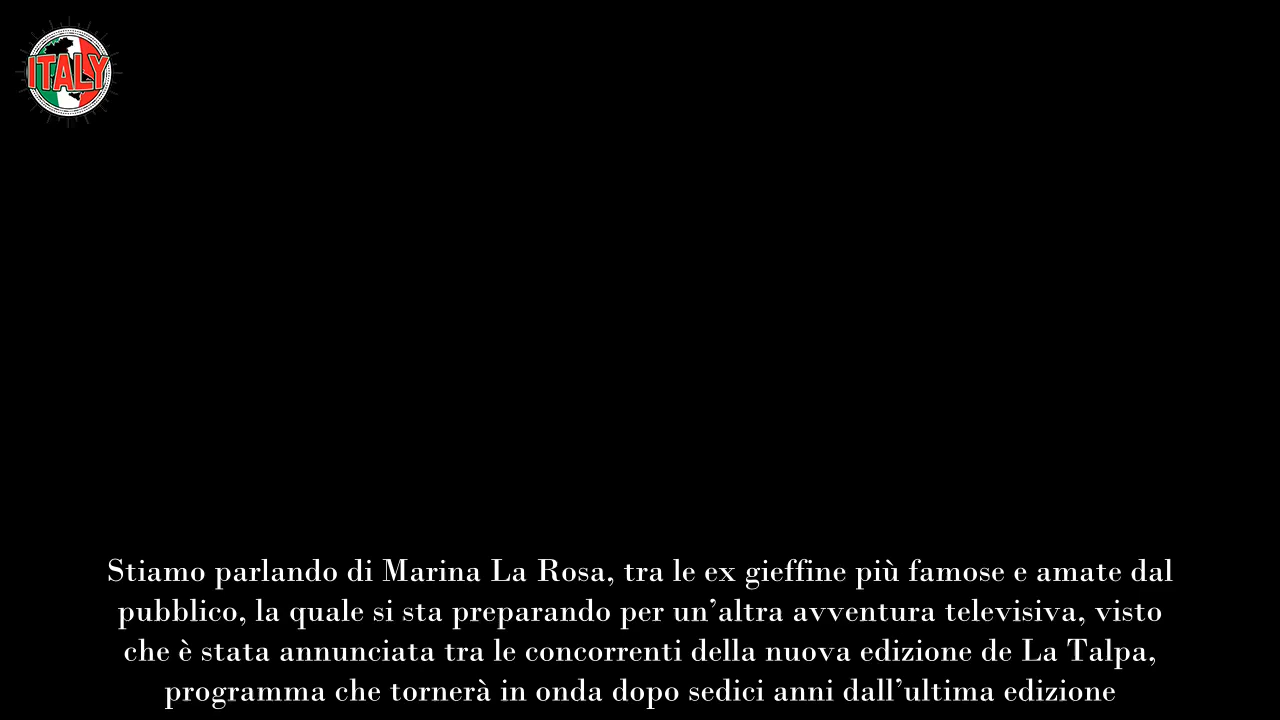 ITALY
Stiamo parlando di Marina La Rosa, tra le ex gieffine più famose e amate dal
pubblico, la quale si sta preparando per un’altra avventura televisiva, visto
che è stata annunciata tra le concorrenti della nuova edizione de La Talpa,
programma che tornerà in onda dopo sedici anni dall’ultima edizione